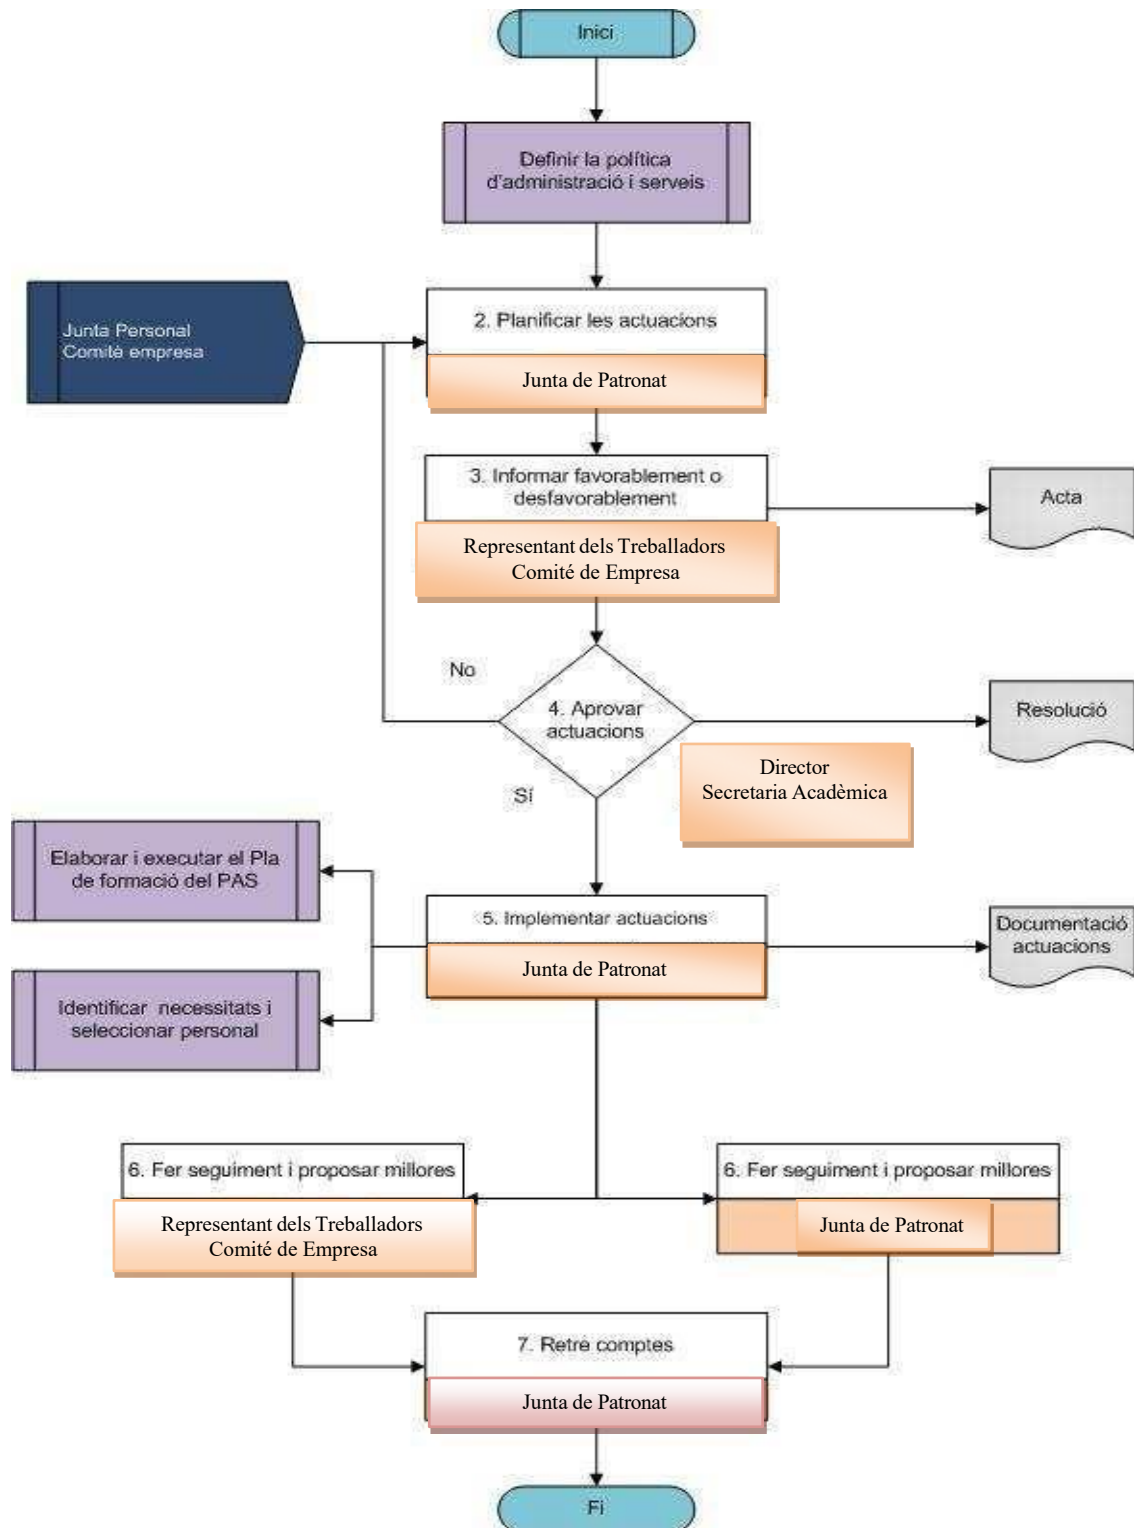 Inici
Definir la política
d'administració i serveis
Junta Personal
Comité empresa
2. Planificar les actuacions
Junta de Patronat
3. Informar favorablement o
desfavorablement
Representant dels Treballadors
Comité de Empresa
Acta
No
4. Aprovar
actuacions
Resolució
Director
Secretaria Acadèmica
Sí
Elaborar i executar el Pla
de formació del PAS
5. Implementar actuacions
Junta de Patronat
Documentació
actuacions
Identificar necessitats i
seleccionar personal
6. Fer seguiment i proposar millores
Representant dels Treballadors
Comité de Empresa
6. Fer seguiment i proposar millores
Junta de Patronat
7. Retre comptes
Junta de Patronat
Fi